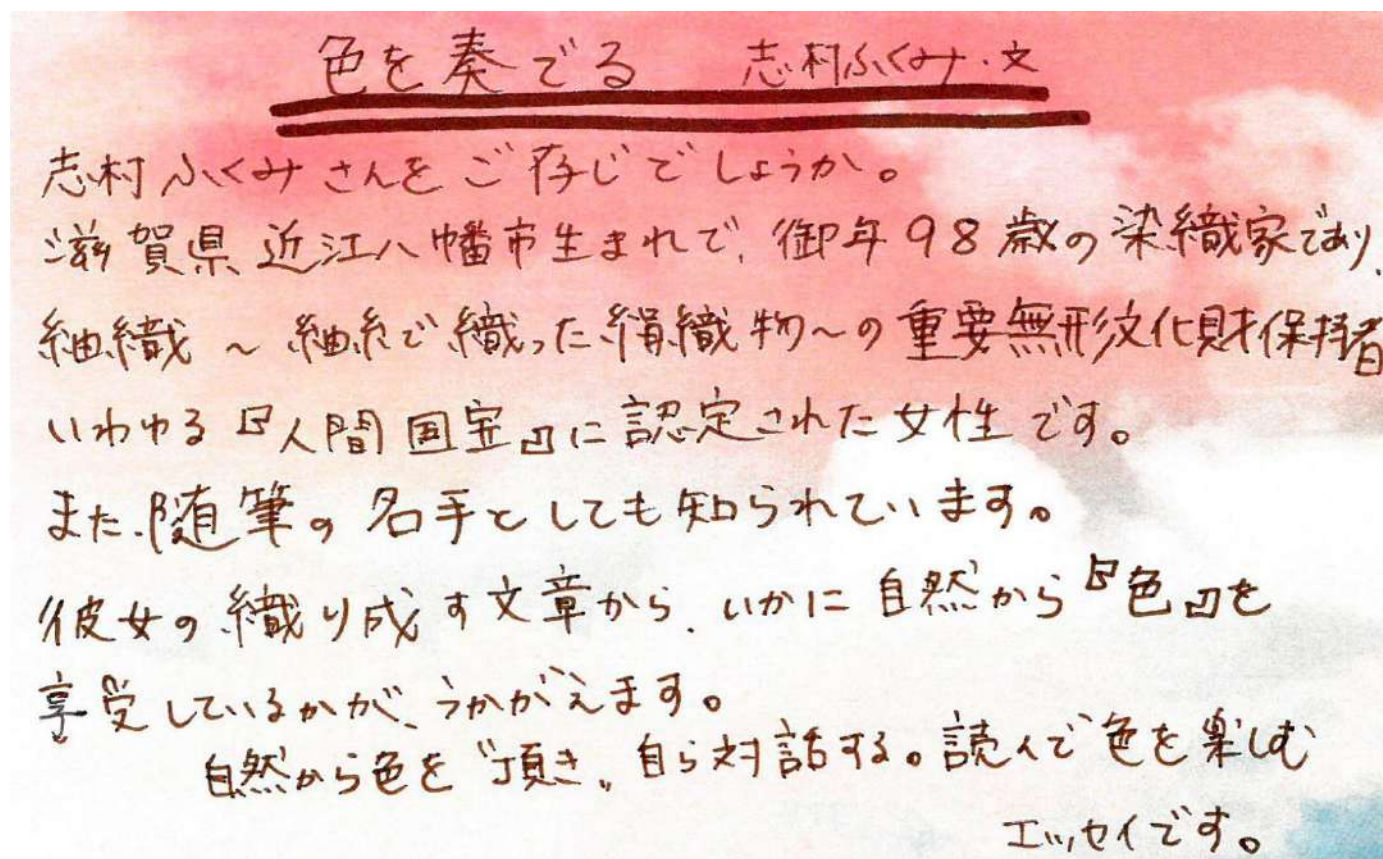 色を奏でる 志村ふくみ・文
志村ふくみさんをご存じでしょうか。
滋賀県近江八幡市生まれで、御年98歳の染織家であり、
紬織～紬糸で織った絹織物～の重要無形文化財保持者
いわゆる『人間国宝』に認定された女性です。
また、随筆の名手としても知られています。
彼女の織り成す文章から、いかに自然から『色』を
享受しているかが、うかがえます。
自然から色を〝頂き〟自ら対話する。読んで色を楽しむ
エッセイです。